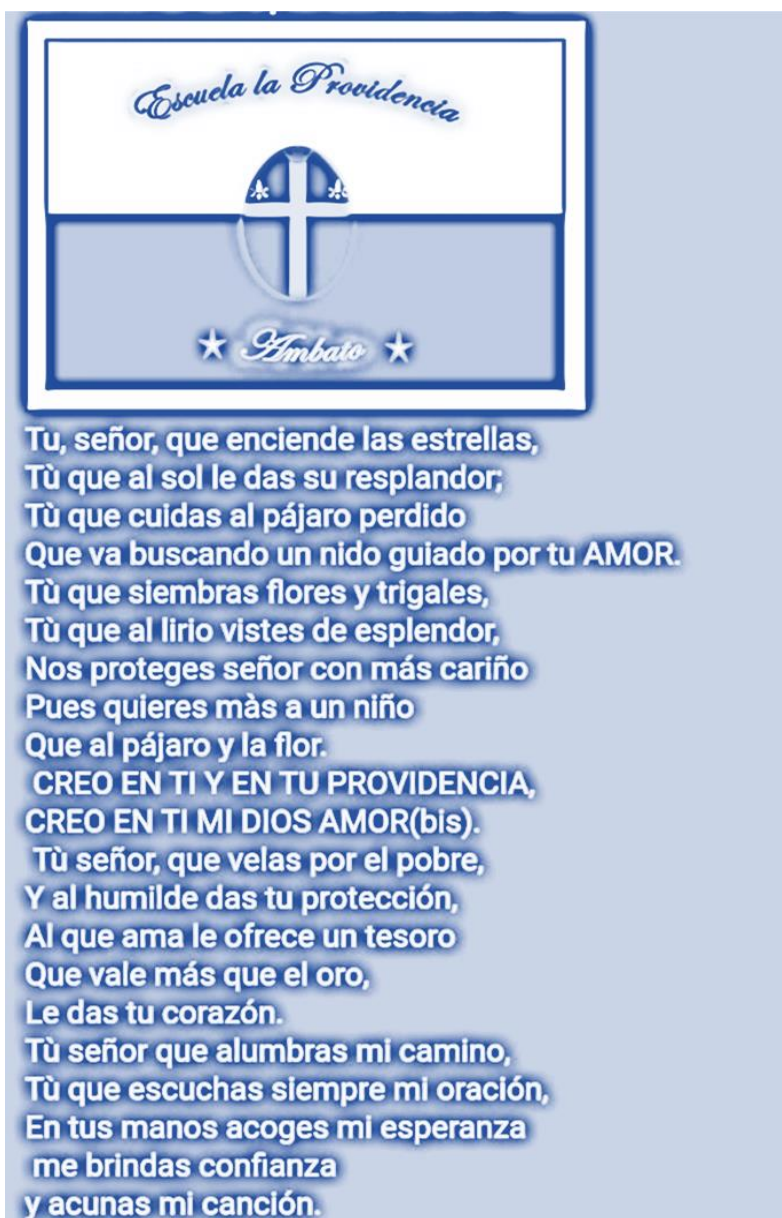 Escuela la Providencia
Ambato
Tu, señor, que enciende las estrellas,
Tù que al sol le das su resplandor;
Tù que cuidas al pájaro perdido
Que va buscando un nido guiado por tu AMOR.
Tù que siembras flores y trigales,
Tù que al lirio vistes de esplendor,
Nos proteges señor con más cariño
Pues quieres màs a un niño
Que al pájaro y la flor.
CREO EN TI Y EN TU PROVIDENCIA,
CREO EN TI MI DIOS AMOR(bis).
Tù señor, que velas por el pobre,
Y al humilde das tu protección,
Al que ama le ofrece un tesoro
Que vale más que el oro,
Le das tu corazón.
Tù señor que alumbras mi camino,
Tù que escuchas siempre mi oración,
En tus manos acoges mi esperanza
me brindas confianza
y acunas mi canción.